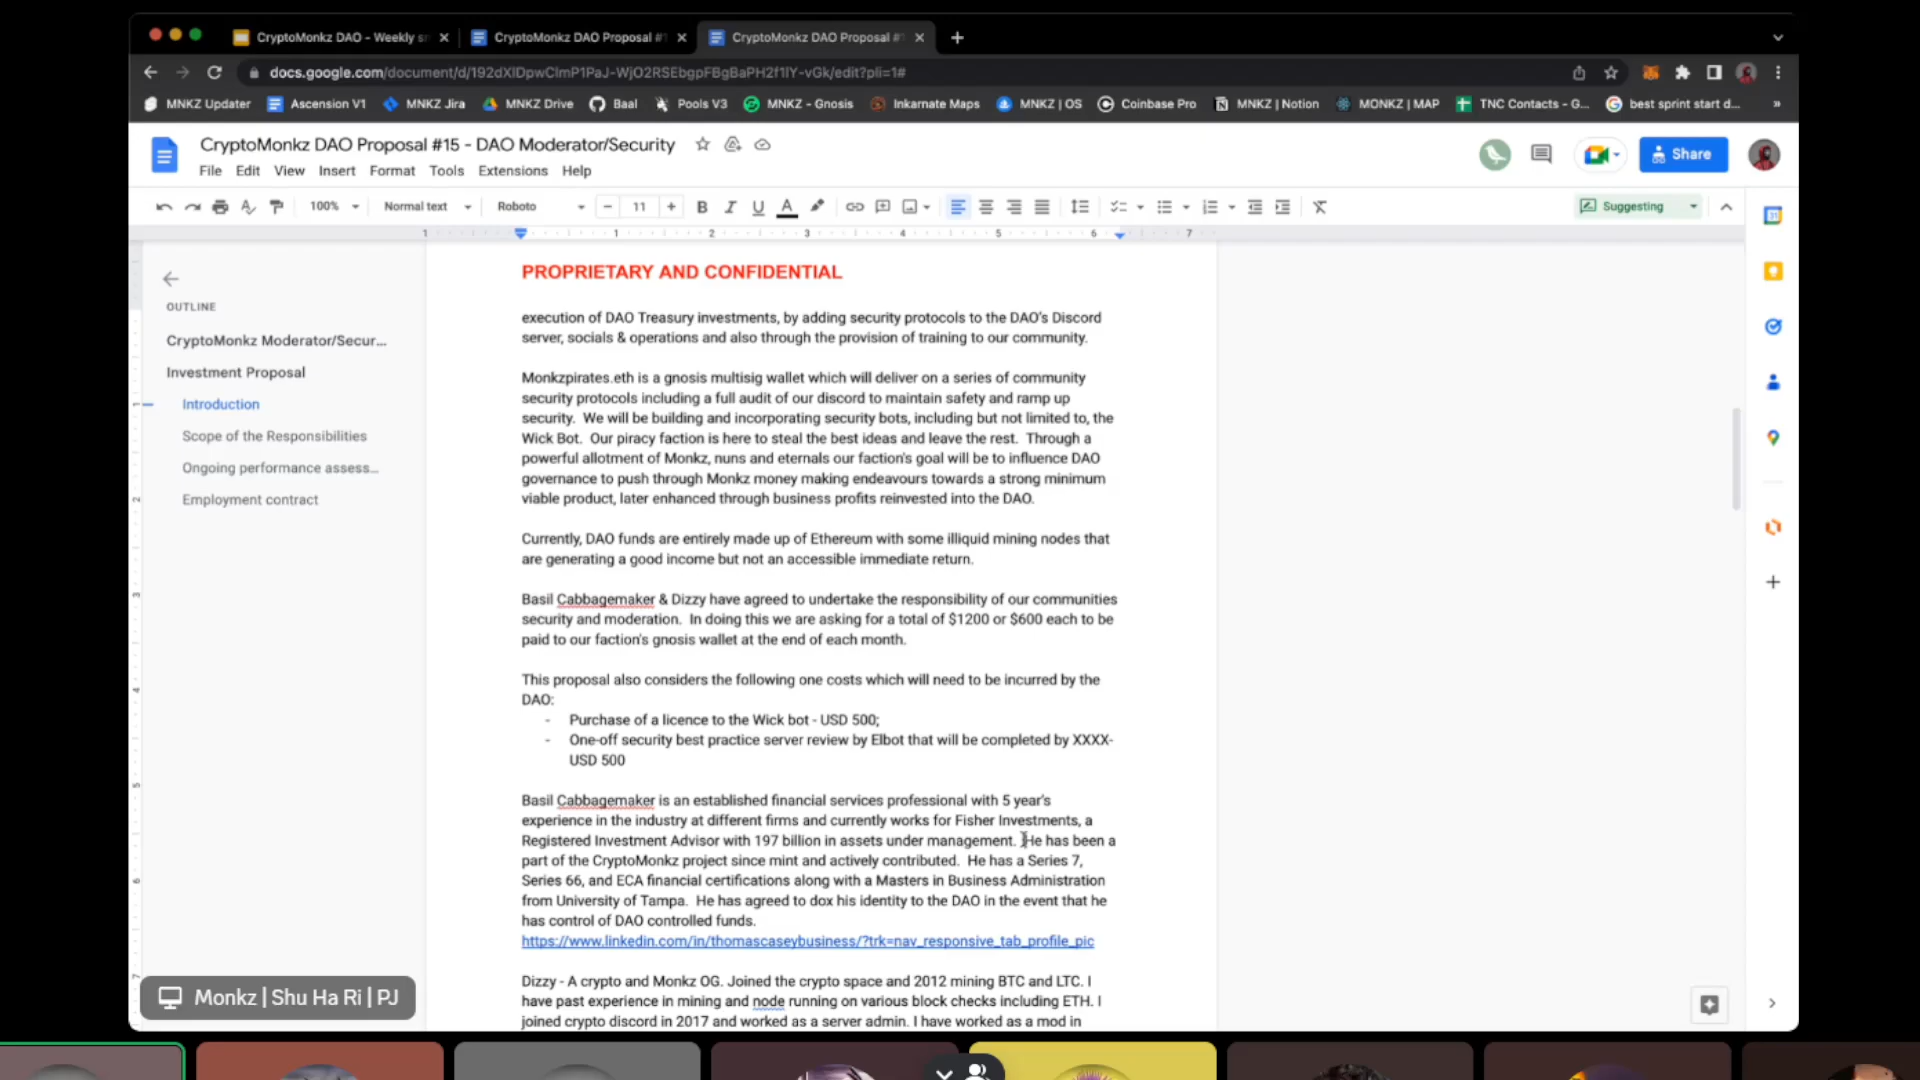 CryptoMonkz DAO - Weekly s
CryptoMonkz DAO Proposal #
CryptoMonkz DAO Proposal #
docs.google.com/document/d/192dXlDpwClmP1PaJ-WjO2RSEbgpFBgBaPH2f1lY-vGk/edit?pli=1#
MNKZ Updater
Ascension V1
MNKZ Jira
MNKZ Drive
Baal
Pools V3
MNKZ - Gnosis
Inkarnate Maps
MNKZ | OS
Coinbase Pro
MNKZ | Notion
MONKZ | MAP
TNC Contacts - G...
best sprint start d...
»
CryptoMonkz DAO Proposal #15 - DAO Moderator/Security
File Edit View Insert Format Tools Extensions Help
Share
100% Normal text Roboto − 11 + B I U A
Suggesting
1 1 2 3 4 5 6 7
OUTLINE
CryptoMonkz Moderator/Secur...
Investment Proposal
Introduction
Scope of the Responsibilities
Ongoing performance assess...
Employment contract
PROPRIETARY AND CONFIDENTIAL
execution of DAO Treasury investments, by adding security protocols to the DAO's Discord
server, socials & operations and also through the provision of training to our community.
Monkzpirates.eth is a gnosis multisig wallet which will deliver on a series of community
security protocols including a full audit of our discord to maintain safety and ramp up
security. We will be building and incorporating security bots, including but not limited to, the
Wick Bot. Our piracy faction is here to steal the best ideas and leave the rest. Through a
powerful allotment of Monkz, nuns and eternals our faction's goal will be to influence DAO
governance to push through Monkz money making endeavours towards a strong minimum
viable product, later enhanced through business profits reinvested into the DAO.
Currently, DAO funds are entirely made up of Ethereum with some illiquid mining nodes that
are generating a good income but not an accessible immediate return.
Basil Cabbagemaker & Dizzy have agreed to undertake the responsibility of our communities
security and moderation. In doing this we are asking for a total of $1200 or $600 each to be
paid to our faction's gnosis wallet at the end of each month.
This proposal also considers the following one costs which will need to be incurred by the
DAO:
- Purchase of a licence to the Wick bot - USD 500;
- One-off security best practice server review by Elbot that will be completed by XXXX-
USD 500
Basil Cabbagemaker is an established financial services professional with 5 year's
experience in the industry at different firms and currently works for Fisher Investments, a
Registered Investment Advisor with 197 billion in assets under management. He has been a
part of the CryptoMonkz project since mint and actively contributed. He has a Series 7,
Series 66, and ECA financial certifications along with a Masters in Business Administration
from University of Tampa. He has agreed to dox his identity to the DAO in the event that he
has control of DAO controlled funds.
https://www.linkedin.com/in/thomascaseybusiness/?trk=nav_responsive_tab_profile_pic
Dizzy - A crypto and Monkz OG. Joined the crypto space and 2012 mining BTC and LTC. I
have past experience in mining and node running on various block checks including ETH. I
joined crypto discord in 2017 and worked as a server admin. I have worked as a mod in
Monkz | Shu Ha Ri | PJ